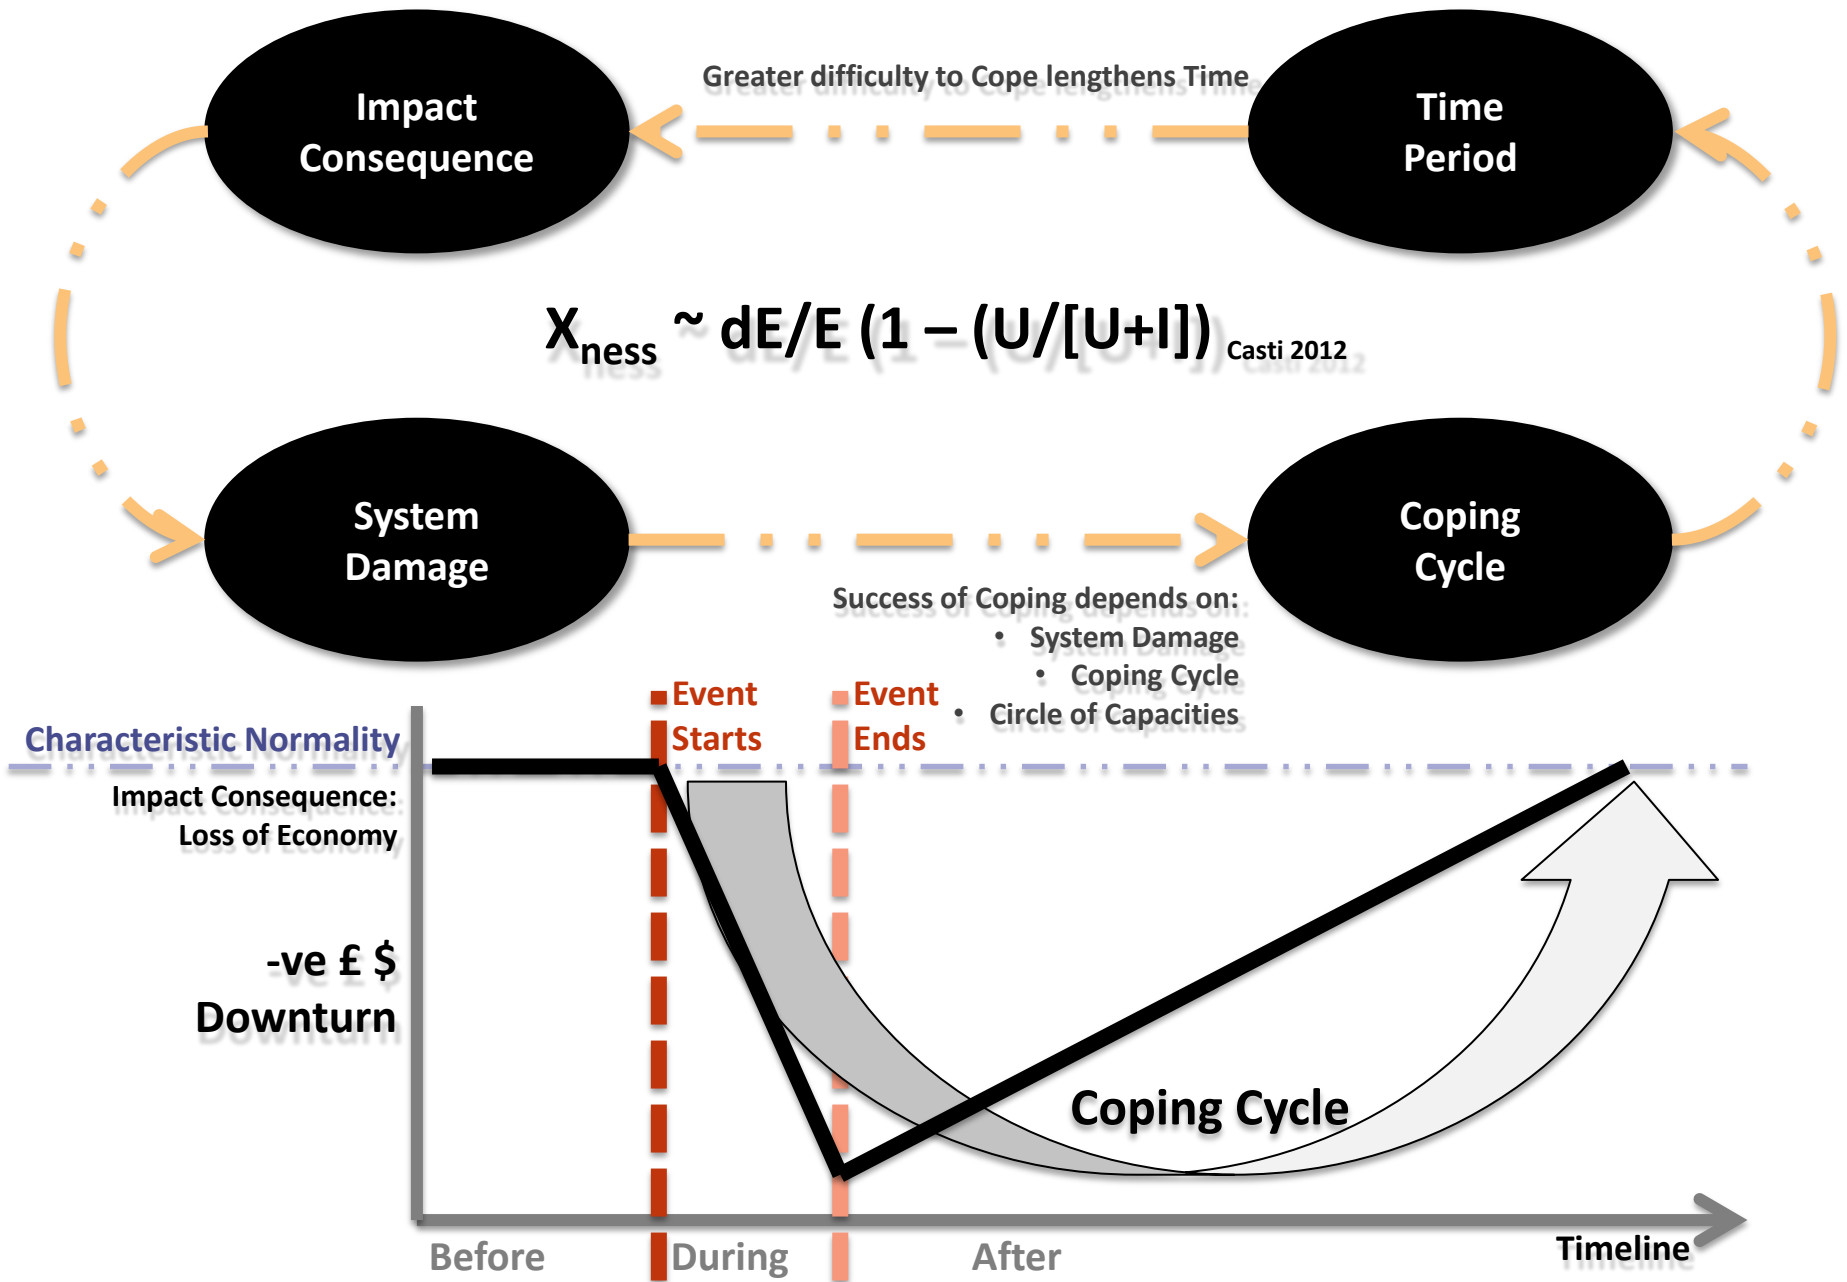 Greater difficulty to Cope lengthens Time
Impact
Consequence
Time
Period
Xness ~ dE/E (1 – (U/[U+I]) Casti 2012
System
Damage
Coping
Cycle
Success of Coping depends on:
• System Damage
• Coping Cycle
• Circle of Capacities
Event
Starts
Event
Ends
Characteristic Normality
Impact Consequence:
Loss of Economy
-ve £ $
Downturn
Coping Cycle
Before
During
After
Timeline